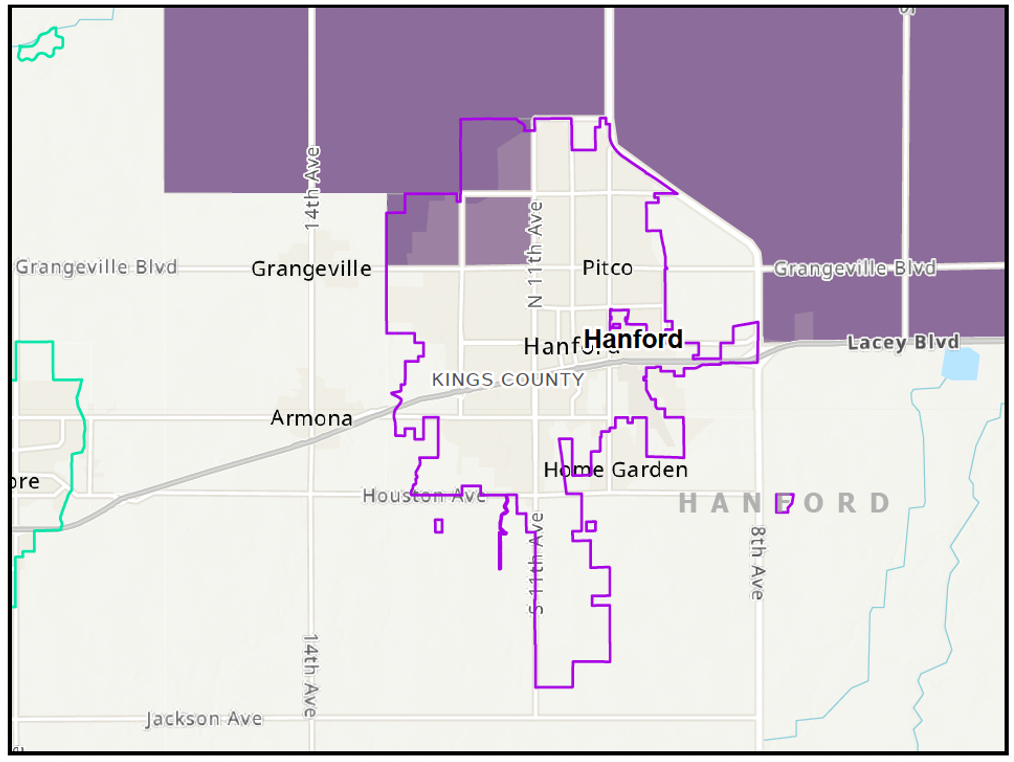 14th Ave
N 11th Ave
Grangeville Blvd
Grangeville
Pitco
Grangeville Blvd
Hanford
Hanford
Lacey Blvd
KINGS COUNTY
Armona
Home Garden
ore
Houston Ave
HANFORD
S 11th Ave
8th Ave
14th Ave
Jackson Ave